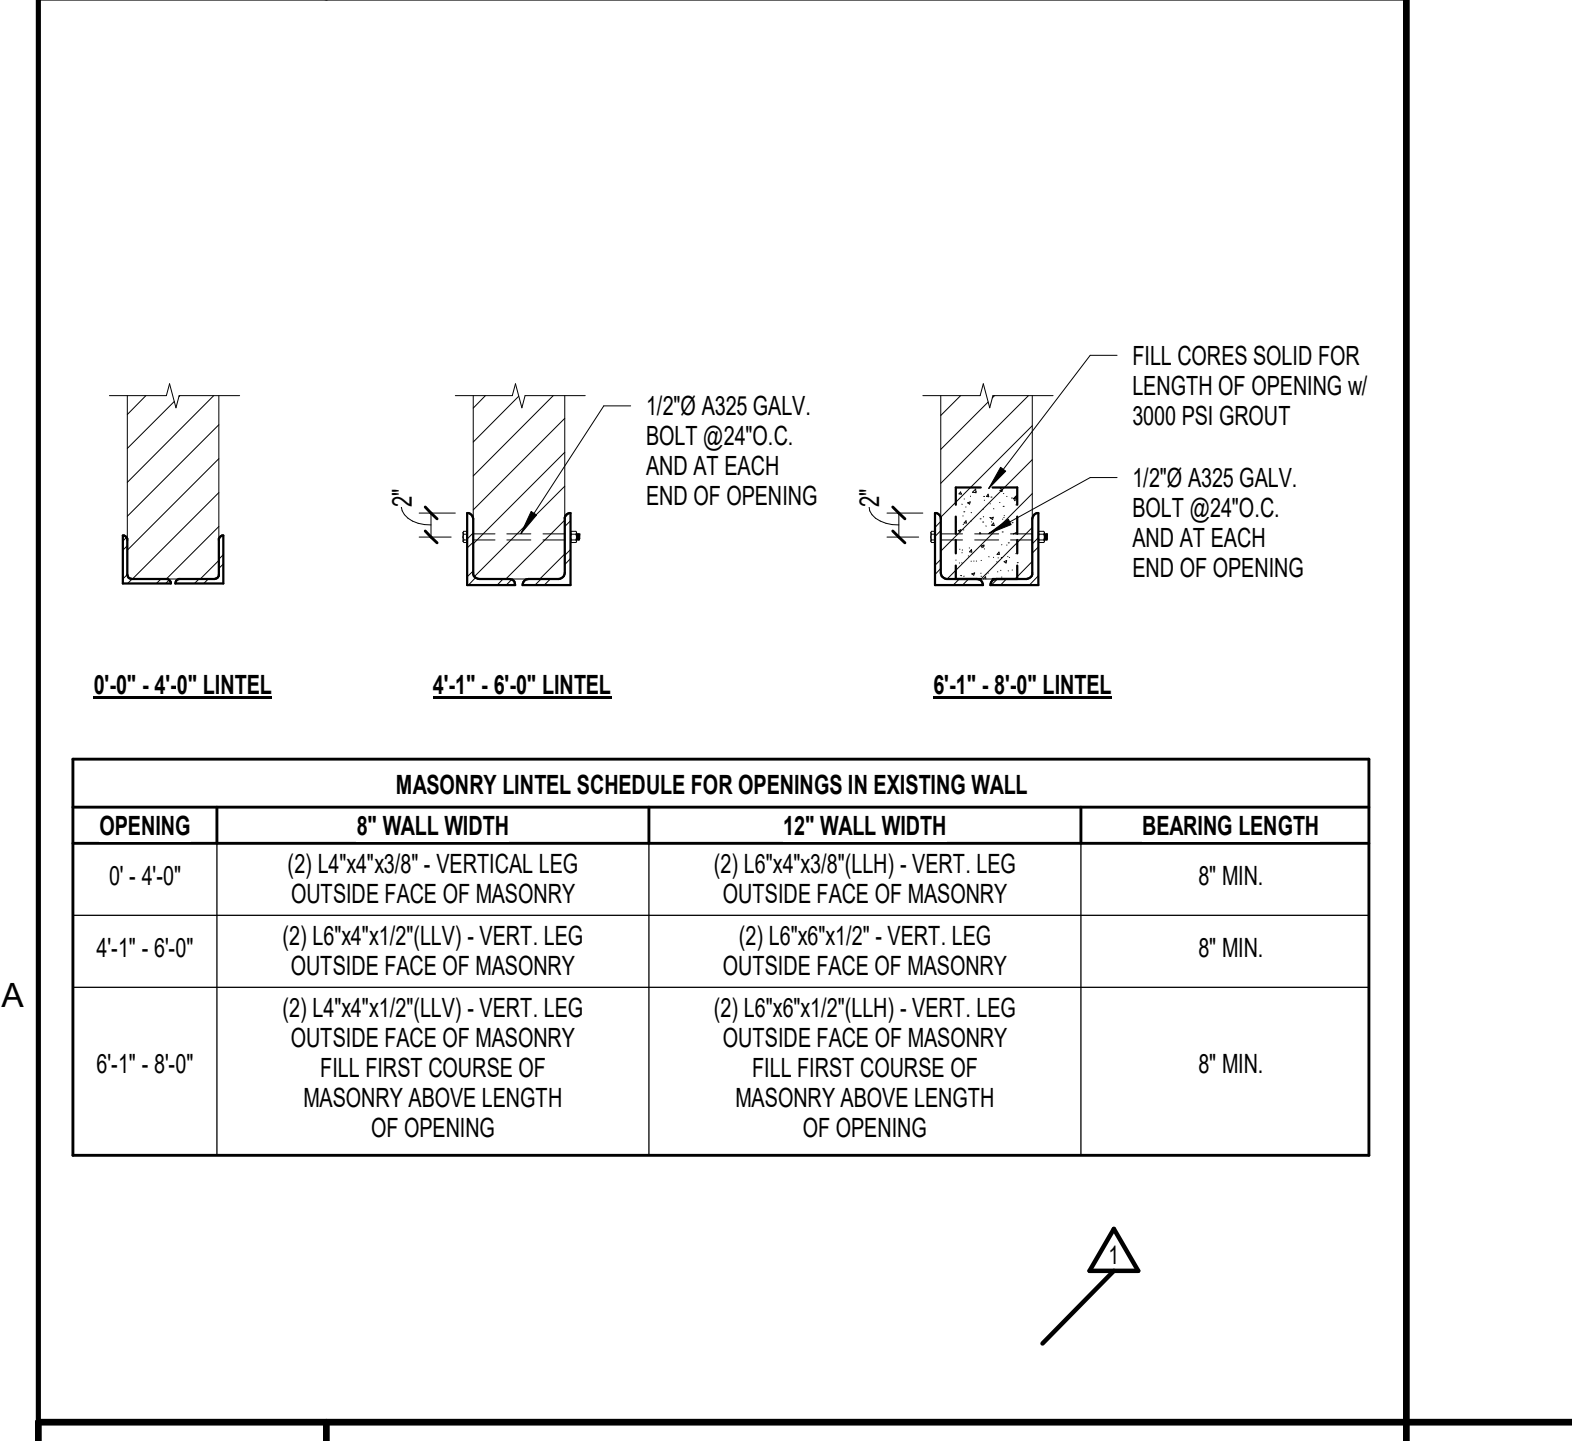 FILL CORES SOLID FOR
LENGTH OF OPENING w/
3000 PSI GROUT
1/2"Ø A325 GALV.
BOLT @24"O.C.
AND AT EACH
END OF OPENING
1/2"Ø A325 GALV.
BOLT @24"O.C.
AND AT EACH
END OF OPENING
2"
2"
0'-0" - 4'-0" LINTEL
4'-1" - 6'-0" LINTEL
6'-1" - 8'-0" LINTEL
MASONRY LINTEL SCHEDULE FOR OPENINGS IN EXISTING WALL
OPENING
8" WALL WIDTH
12" WALL WIDTH
BEARING LENGTH
0' - 4'-0"
(2) L4"x4"x3/8" - VERTICAL LEG
OUTSIDE FACE OF MASONRY
(2) L6"x4"x3/8"(LLH) - VERT. LEG
OUTSIDE FACE OF MASONRY
8" MIN.
4'-1" - 6'-0"
(2) L6"x4"x1/2"(LLV) - VERT. LEG
OUTSIDE FACE OF MASONRY
(2) L6"x6"x1/2" - VERT. LEG
OUTSIDE FACE OF MASONRY
8" MIN.
6'-1" - 8'-0"
(2) L4"x4"x1/2"(LLV) - VERT. LEG
OUTSIDE FACE OF MASONRY
FILL FIRST COURSE OF
MASONRY ABOVE LENGTH
OF OPENING
(2) L6"x6"x1/2"(LLH) - VERT. LEG
OUTSIDE FACE OF MASONRY
FILL FIRST COURSE OF
MASONRY ABOVE LENGTH
OF OPENING
8" MIN.
A
1